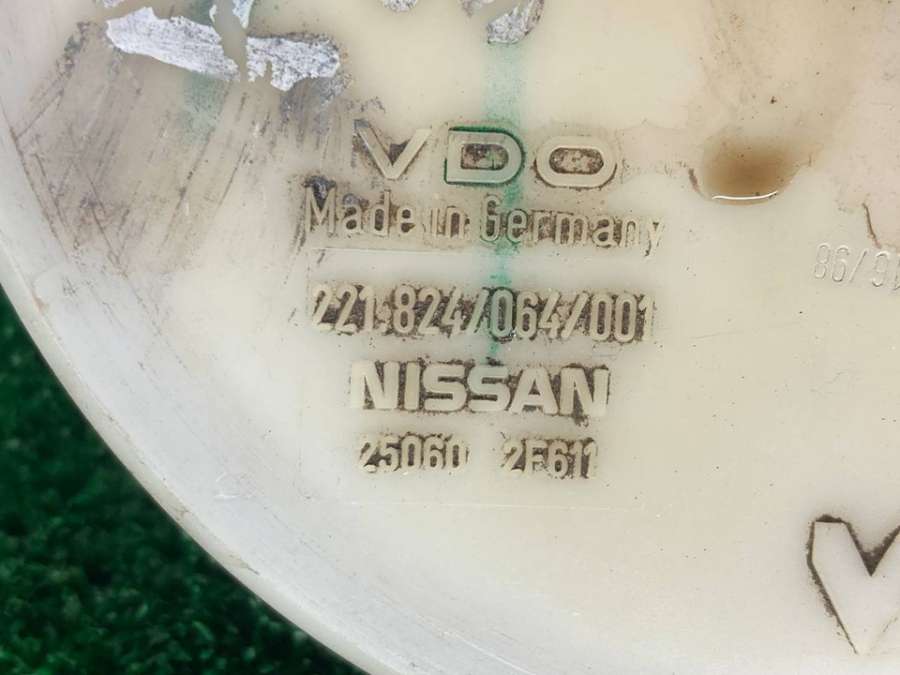 VDO
Made in Germany
221.824/064/001
NISSAN
25060 2F611